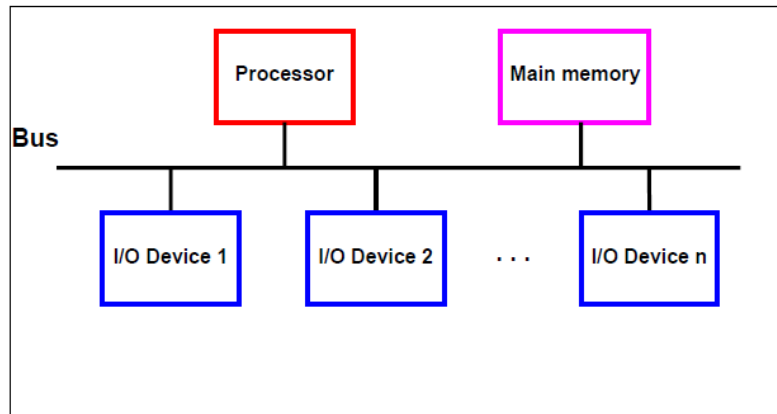 Processor
Main memory
Bus
I/O Device 1
I/O Device 2
. . .
I/O Device n